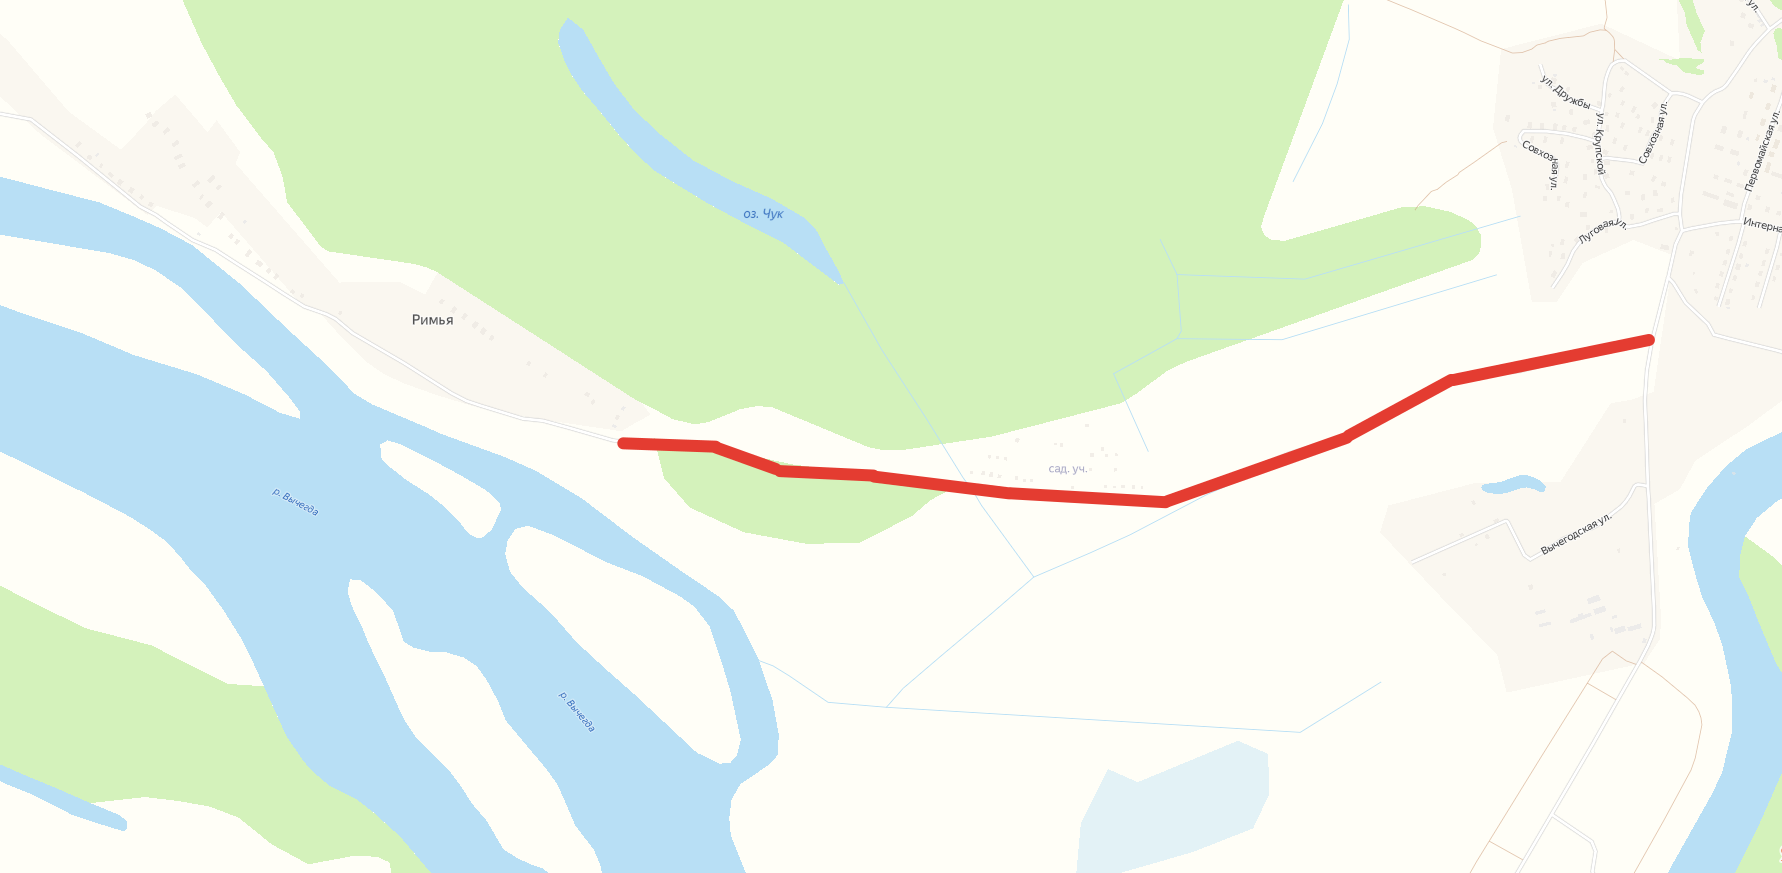 ул.
ул. Дружбы
ул. Крупской
Совхозная ул.
Первомайская ул.
Совхозная ул.
Луговая ул.
Интерна
оз. Чук
Римья
сад. уч.
р. Вычегда
Вычегодская ул.
р. Вычегда